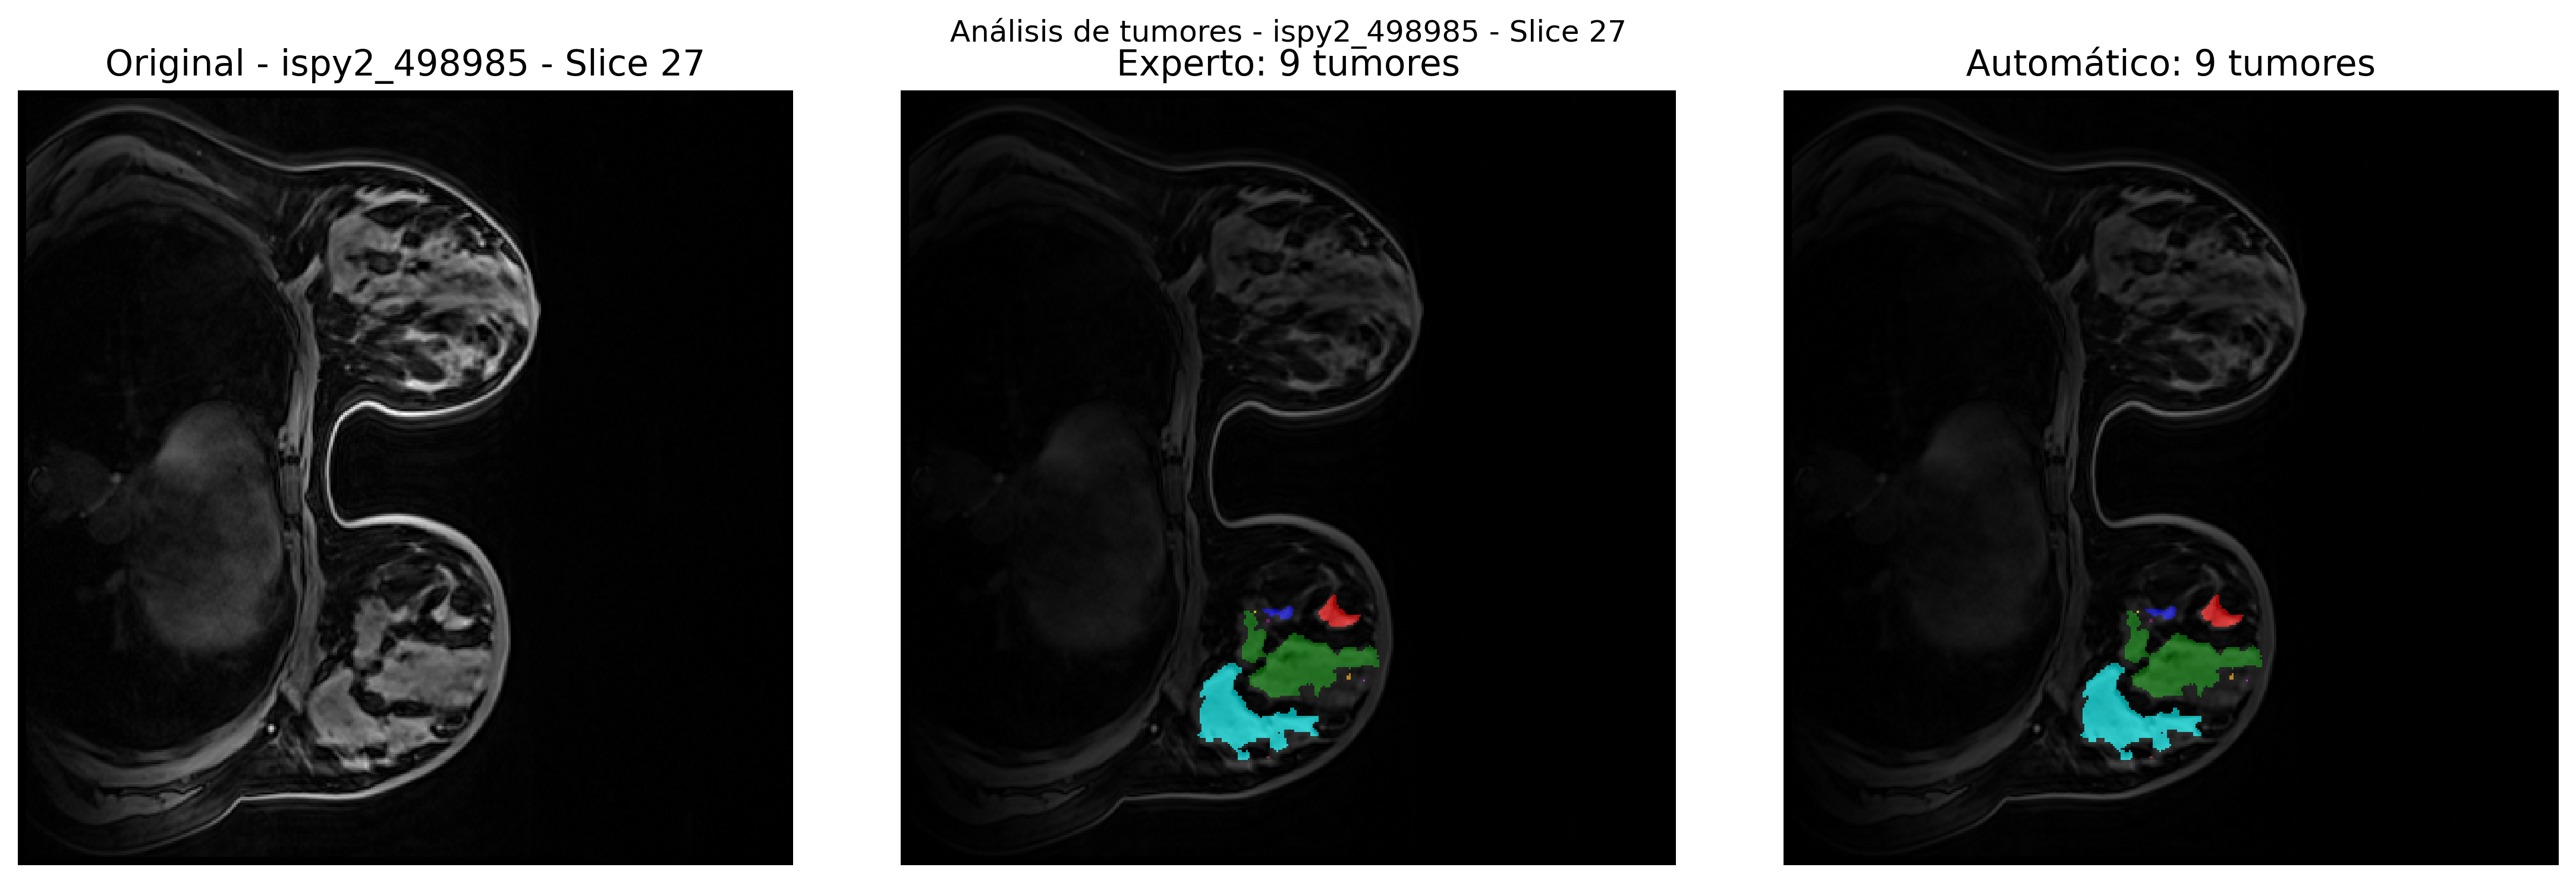 Análisis de tumores - ispy2_498985 - Slice 27
Original - ispy2_498985 - Slice 27
Experto: 9 tumores
Automático: 9 tumores